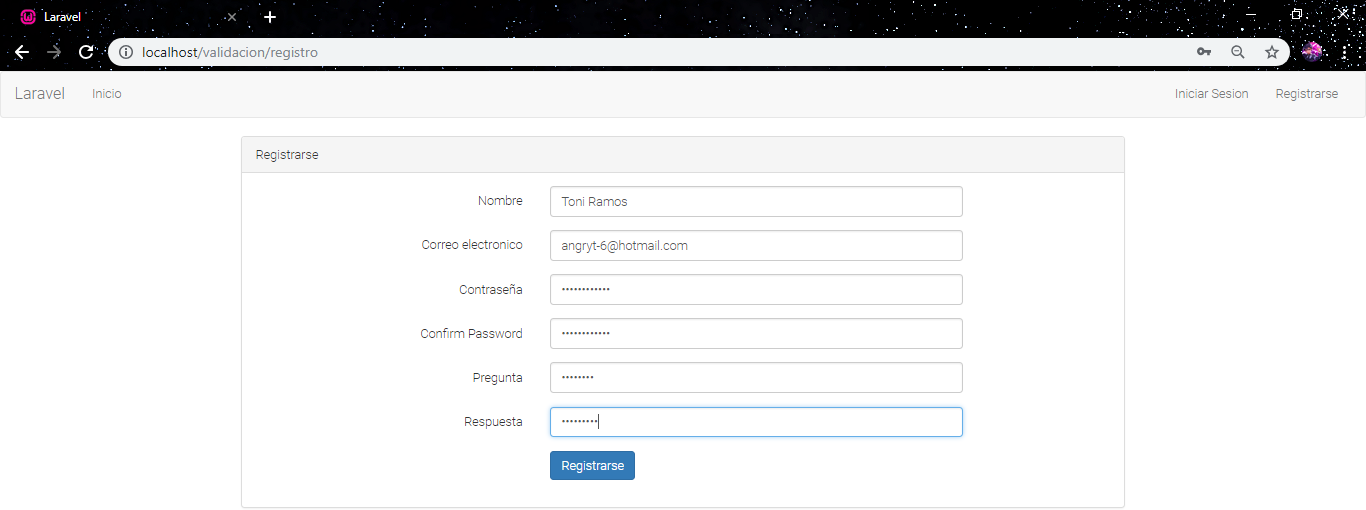 Laravel
localhost/validacion/registro
Laravel Inicio Iniciar Sesion Registrarse
Registrarse
Nombre Toni Ramos
Correo electronico angryt-6@hotmail.com
Contraseña ••••••••••••
Confirm Password ••••••••••••
Pregunta ••••••••
Respuesta •••••••••
Registrarse